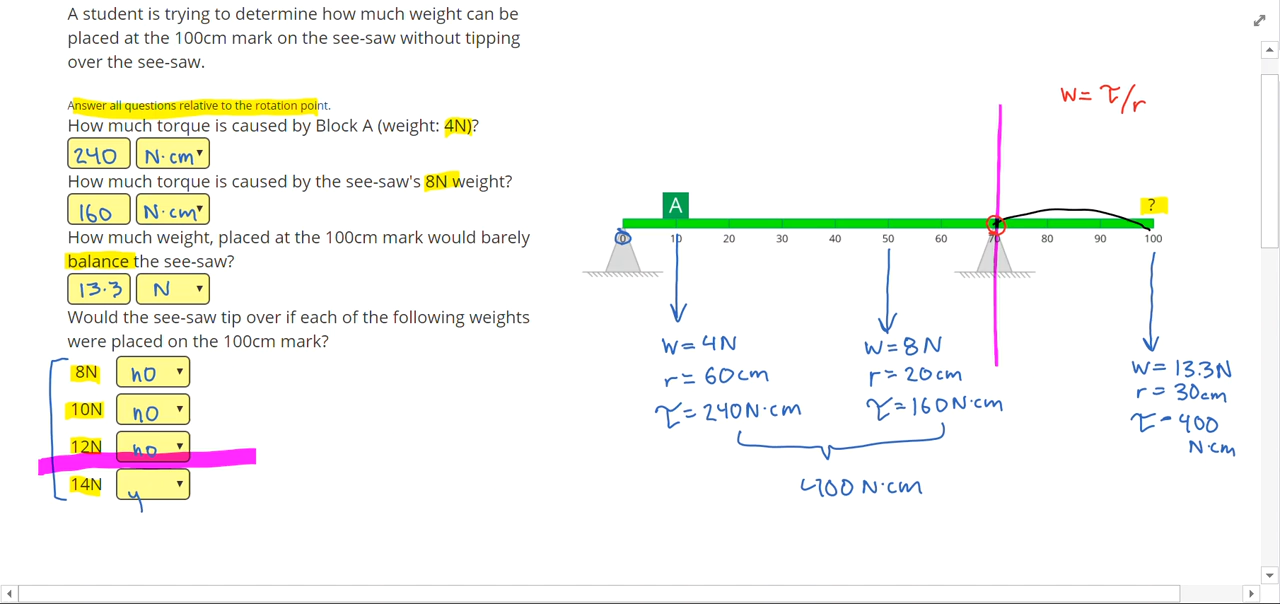 A student is trying to determine how much weight can be
placed at the 100cm mark on the see-saw without tipping
over the see-saw.
Answer all questions relative to the rotation point.
How much torque is caused by Block A (weight: 4N)?
240 N·cm
How much torque is caused by the see-saw's 8N weight?
160 N·cm
How much weight, placed at the 100cm mark would barely
balance the see-saw?
13.3 N
Would the see-saw tip over if each of the following weights
were placed on the 100cm mark?
8N no
10N no
12N no
14N y
W= τ/r
A ?
0 10 20 30 40 50 60 70 80 90 100
W=4N
r=60cm
τ=240N·cm
W=8N
r=20cm
τ=160N·cm
400 N·cm
W=13.3N
r=30cm
τ=400
N·cm